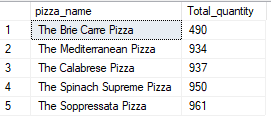 pizza_name Total_quantity
1 The Brie Carre Pizza 490
2 The Mediterranean Pizza 934
3 The Calabrese Pizza 937
4 The Spinach Supreme Pizza 950
5 The Soppressata Pizza 961